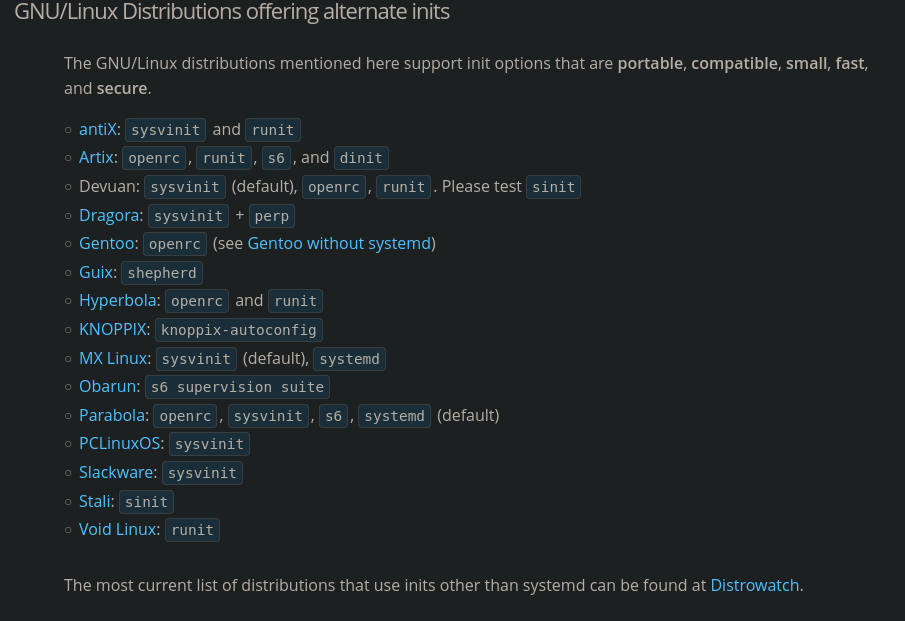 GNU/Linux Distributions offering alternate inits
The GNU/Linux distributions mentioned here support init options that are portable, compatible, small, fast,
and secure.
antiX: sysvinit and runit
Artix: openrc, runit, s6, and dinit
Devuan: sysvinit (default), openrc, runit. Please test sinit
Dragora: sysvinit + perp
Gentoo: openrc (see Gentoo without systemd)
Guix: shepherd
Hyperbola: openrc and runit
KNOPPIX: knoppix-autoconfig
MX Linux: sysvinit (default), systemd
Obarun: s6 supervision suite
Parabola: openrc, sysvinit, s6, systemd (default)
PCLinuxOS: sysvinit
Slackware: sysvinit
Stali: sinit
Void Linux: runit
The most current list of distributions that use inits other than systemd can be found at Distrowatch.